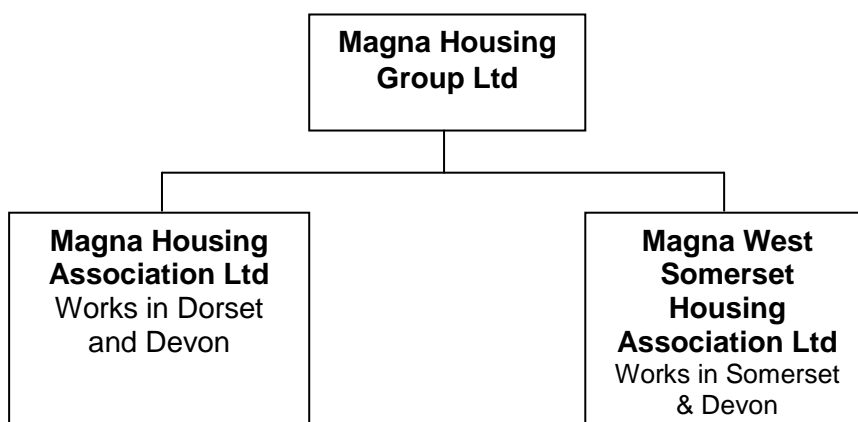 Magna Housing
Group Ltd
Magna Housing
Association Ltd
Works in Dorset
and Devon
Magna West
Somerset
Housing
Association Ltd
Works in Somerset
& Devon